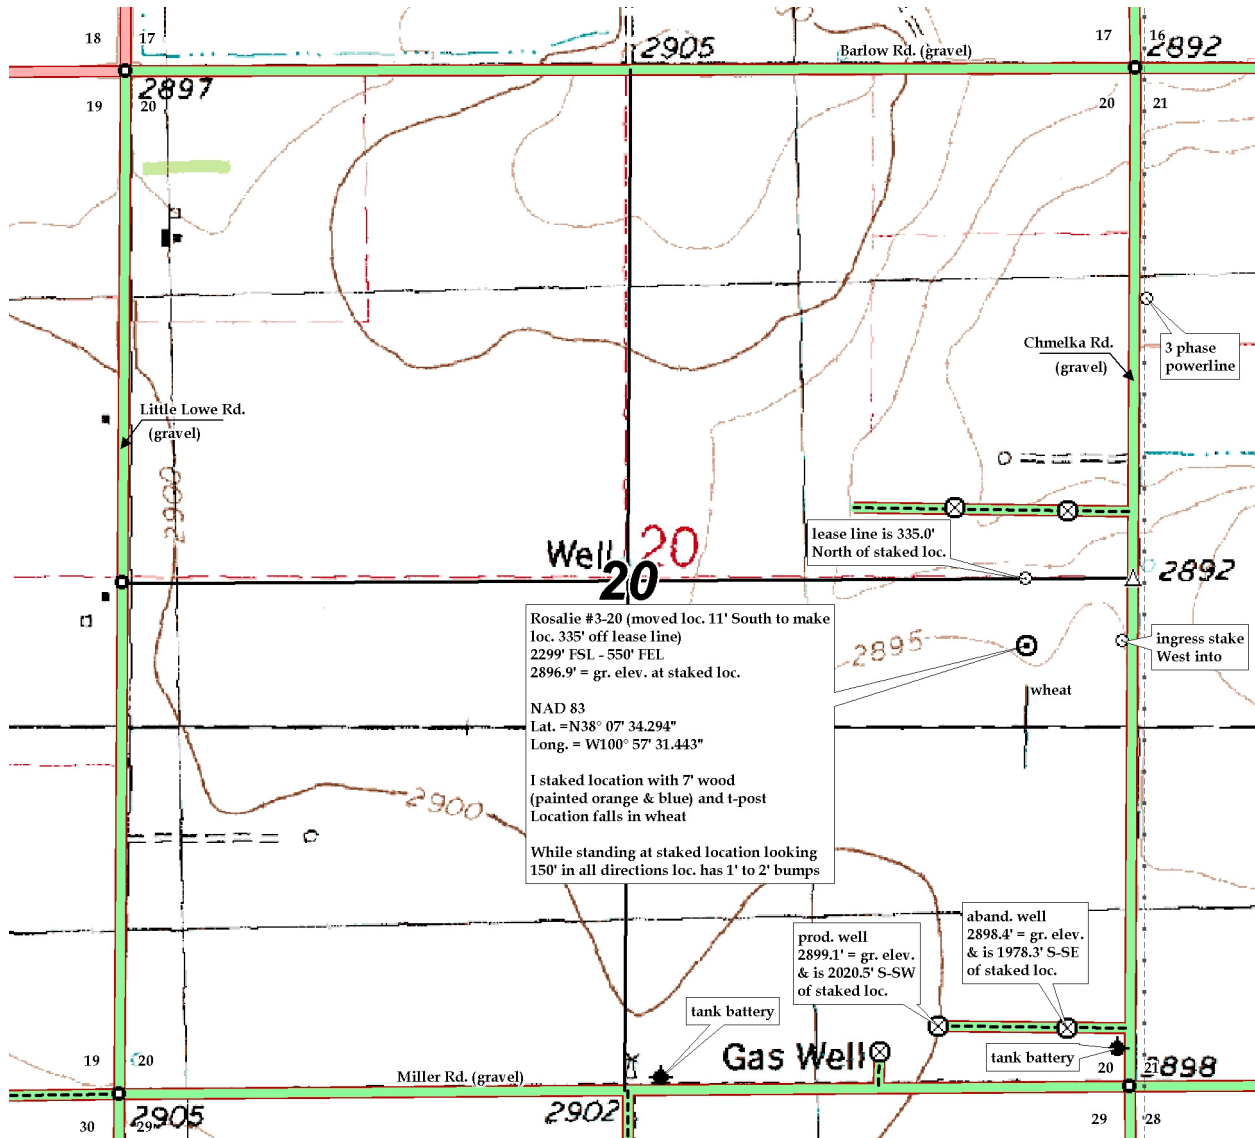 18
17
2905
Barlow Rd. (gravel)
17
16
2892
2897
19
20
20
21
Chmelka Rd.
(gravel)
3 phase
powerline
Little Lowe Rd.
(gravel)
2900
lease line is 335.0'
North of staked loc.
Well
20
20
2892
Rosalie #3-20 (moved loc. 11' South to make
loc. 335' off lease line)
2299' FSL - 550' FEL
2896.9' = gr. elev. at staked loc.
NAD 83
Lat. =N38° 07' 34.294"
Long. = W100° 57' 31.443"
I staked location with 7' wood
(painted orange & blue) and t-post
Location falls in wheat
While standing at staked location looking
150' in all directions loc. has 1' to 2' bumps
2895
ingress stake
West into
wheat
2900
prod. well
2899.1' = gr. elev.
& is 2020.5' S-SW
of staked loc.
aband. well
2898.4' = gr. elev.
& is 1978.3' S-SE
of staked loc.
tank battery
tank battery
Gas Well
19
20
Miller Rd. (gravel)
20
21
2898
2905
2902
30
29
29
28